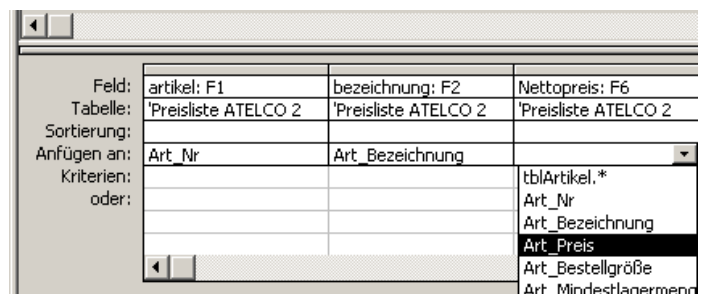 Feld: artikel: F1 bezeichnung: F2 Nettopreis: F6
Tabelle: 'Preisliste ATELCO 2 'Preisliste ATELCO 2 'Preisliste ATELCO 2
Sortierung:
Anfügen an: Art_Nr Art_Bezeichnung
Kriterien: tblArtikel.*
oder: Art_Nr
Art_Bezeichnung
Art_Preis
Art_Bestellgröße
Art_Mindestlagermeng